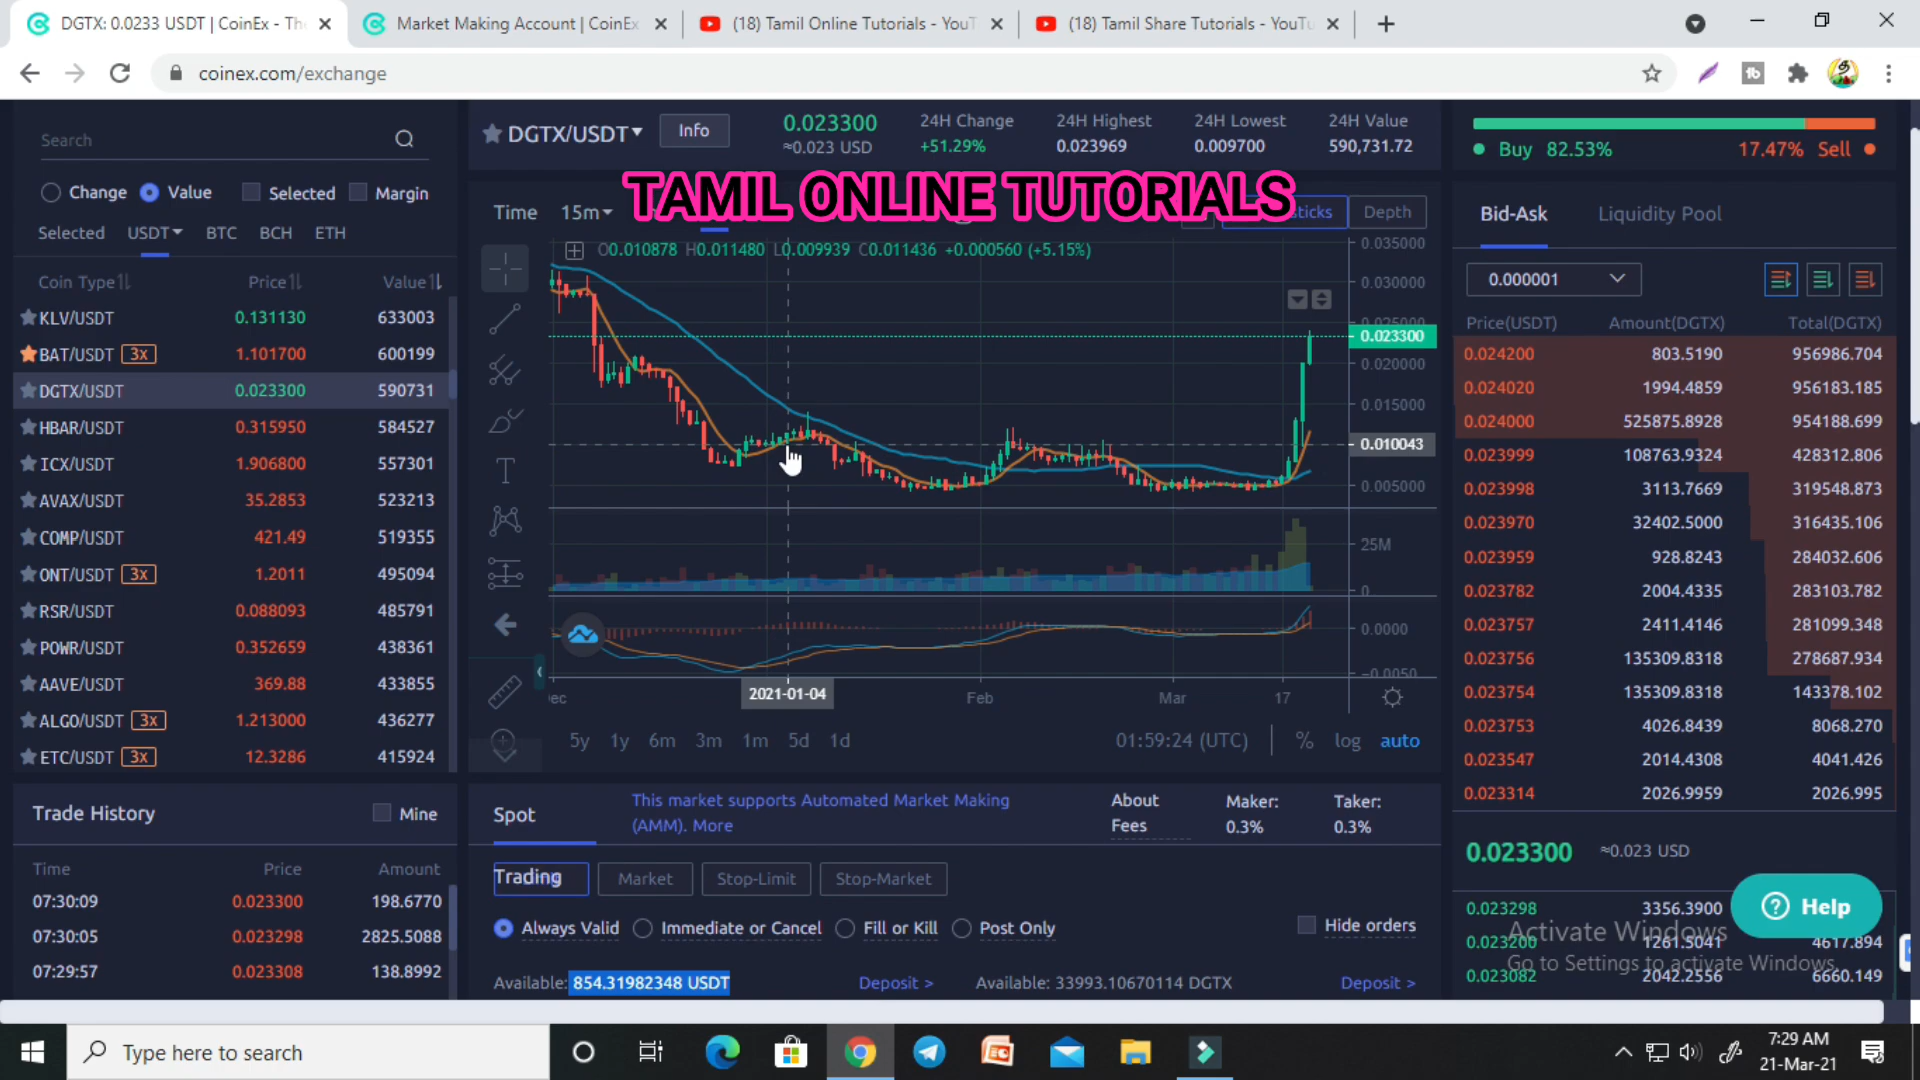 DGTX: 0.0233 USDT | CoinEx - The
Market Making Account | CoinEx
(18) Tamil Online Tutorials - YouT
(18) Tamil Share Tutorials - YouTu
coinex.com/exchange
Search
Change Value Selected Margin
Selected USDT BTC BCH ETH
Coin Type Price Value
KLV/USDT 0.131130 633003
BAT/USDT 3x 1.101700 600199
DGTX/USDT 0.023300 590731
HBAR/USDT 0.315950 584527
ICX/USDT 1.906800 557301
AVAX/USDT 35.2853 523213
COMP/USDT 421.49 519355
ONT/USDT 3x 1.2011 495094
RSR/USDT 0.088093 485791
POWR/USDT 0.352659 438361
AAVE/USDT 369.88 433855
ALGO/USDT 3x 1.213000 436277
ETC/USDT 3x 12.3286 415924
Trade History Mine
Time Price Amount
07:30:09 0.023300 198.6770
07:30:05 0.023298 2825.5088
07:29:57 0.023308 138.8992
DGTX/USDT Info
0.023300
≈0.023 USD
24H Change
+51.29%
24H Highest
0.023969
24H Lowest
0.009700
24H Value
590,731.72
TAMIL ONLINE TUTORIALS
Time 15m
Depth
O0.010878 H0.011480 L0.009939 C0.011436 +0.000560 (+5.15%)
0.035000
0.030000
0.023300
0.020000
0.015000
0.010043
0.005000
25M
0
0.0000
-0.0050
2021-01-04 Feb Mar 17
5y 1y 6m 3m 1m 5d 1d
01:59:24 (UTC) % log auto
Spot
This market supports Automated Market Making
(AMM). More
About
Fees
Maker:
0.3%
Taker:
0.3%
Trading Market Stop-Limit Stop-Market
Always Valid Immediate or Cancel Fill or Kill Post Only Hide orders
Available: 854.31982348 USDT Deposit >
Available: 33993.10670114 DGTX Deposit >
Buy 82.53% 17.47% Sell
Bid-Ask Liquidity Pool
0.000001
Price(USDT) Amount(DGTX) Total(DGTX)
0.024200 803.5190 956986.704
0.024020 1994.4859 956183.185
0.024000 525875.8928 954188.699
0.023999 108763.9324 428312.806
0.023998 3113.7669 319548.873
0.023970 32402.5000 316435.106
0.023959 928.8243 284032.606
0.023782 2004.4335 283103.782
0.023757 2411.4146 281099.348
0.023756 135309.8318 278687.934
0.023754 135309.8318 143378.102
0.023753 4026.8439 8068.270
0.023547 2014.4308 4041.426
0.023314 2026.9959 2026.995
0.023300 ≈0.023 USD
0.023298 3356.3900
0.023200 1261.5041 4617.894
0.023082 2042.2556 6660.149
Help
Activate Windows
Go to Settings to activate Windows.
Type here to search
7:29 AM
21-Mar-21